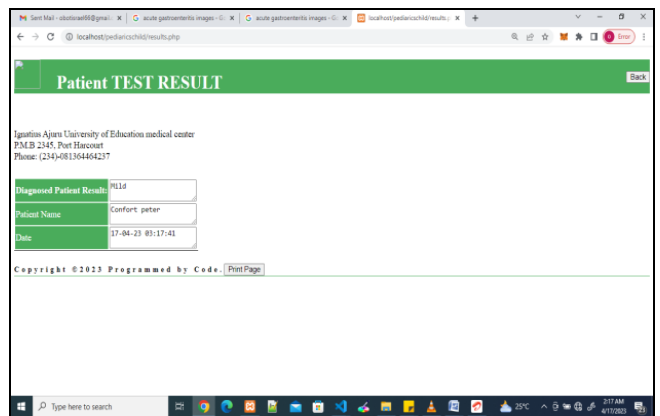 Sent Mail - obotisrael66@gmail.
acute gastroenteritis images - G
acute gastroenteritis images - G
localhost/pediaricschild/results.p
localhost/pediaricschild/results.php
Error
Patient TEST RESULT
Back
Ignatius Ajuru University of Education medical center
P.M.B 2345, Port Harcourt
Phone: (234)-081364464237
Diagnosed Patient Result: Mild
Patient Name Confort peter
Date 17-04-23 03:17:41
Copyright ©2023 Programmed by Code. Print Page
Type here to search
25°C
2:17 AM
4/17/2023